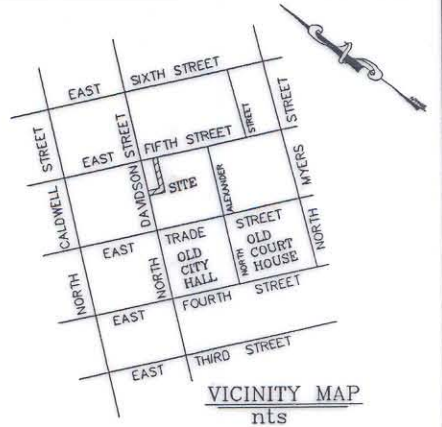 EAST SIXTH STREET
EAST FIFTH STREET
EAST TRADE STREET
EAST FOURTH STREET
EAST THIRD STREET
NORTH CALDWELL STREET
NORTH DAVIDSON STREET
NORTH ALEXANDER STREET
NORTH MYERS STREET
SITE
OLD
CITY
HALL
OLD
COURT
HOUSE
VICINITY MAP
nts